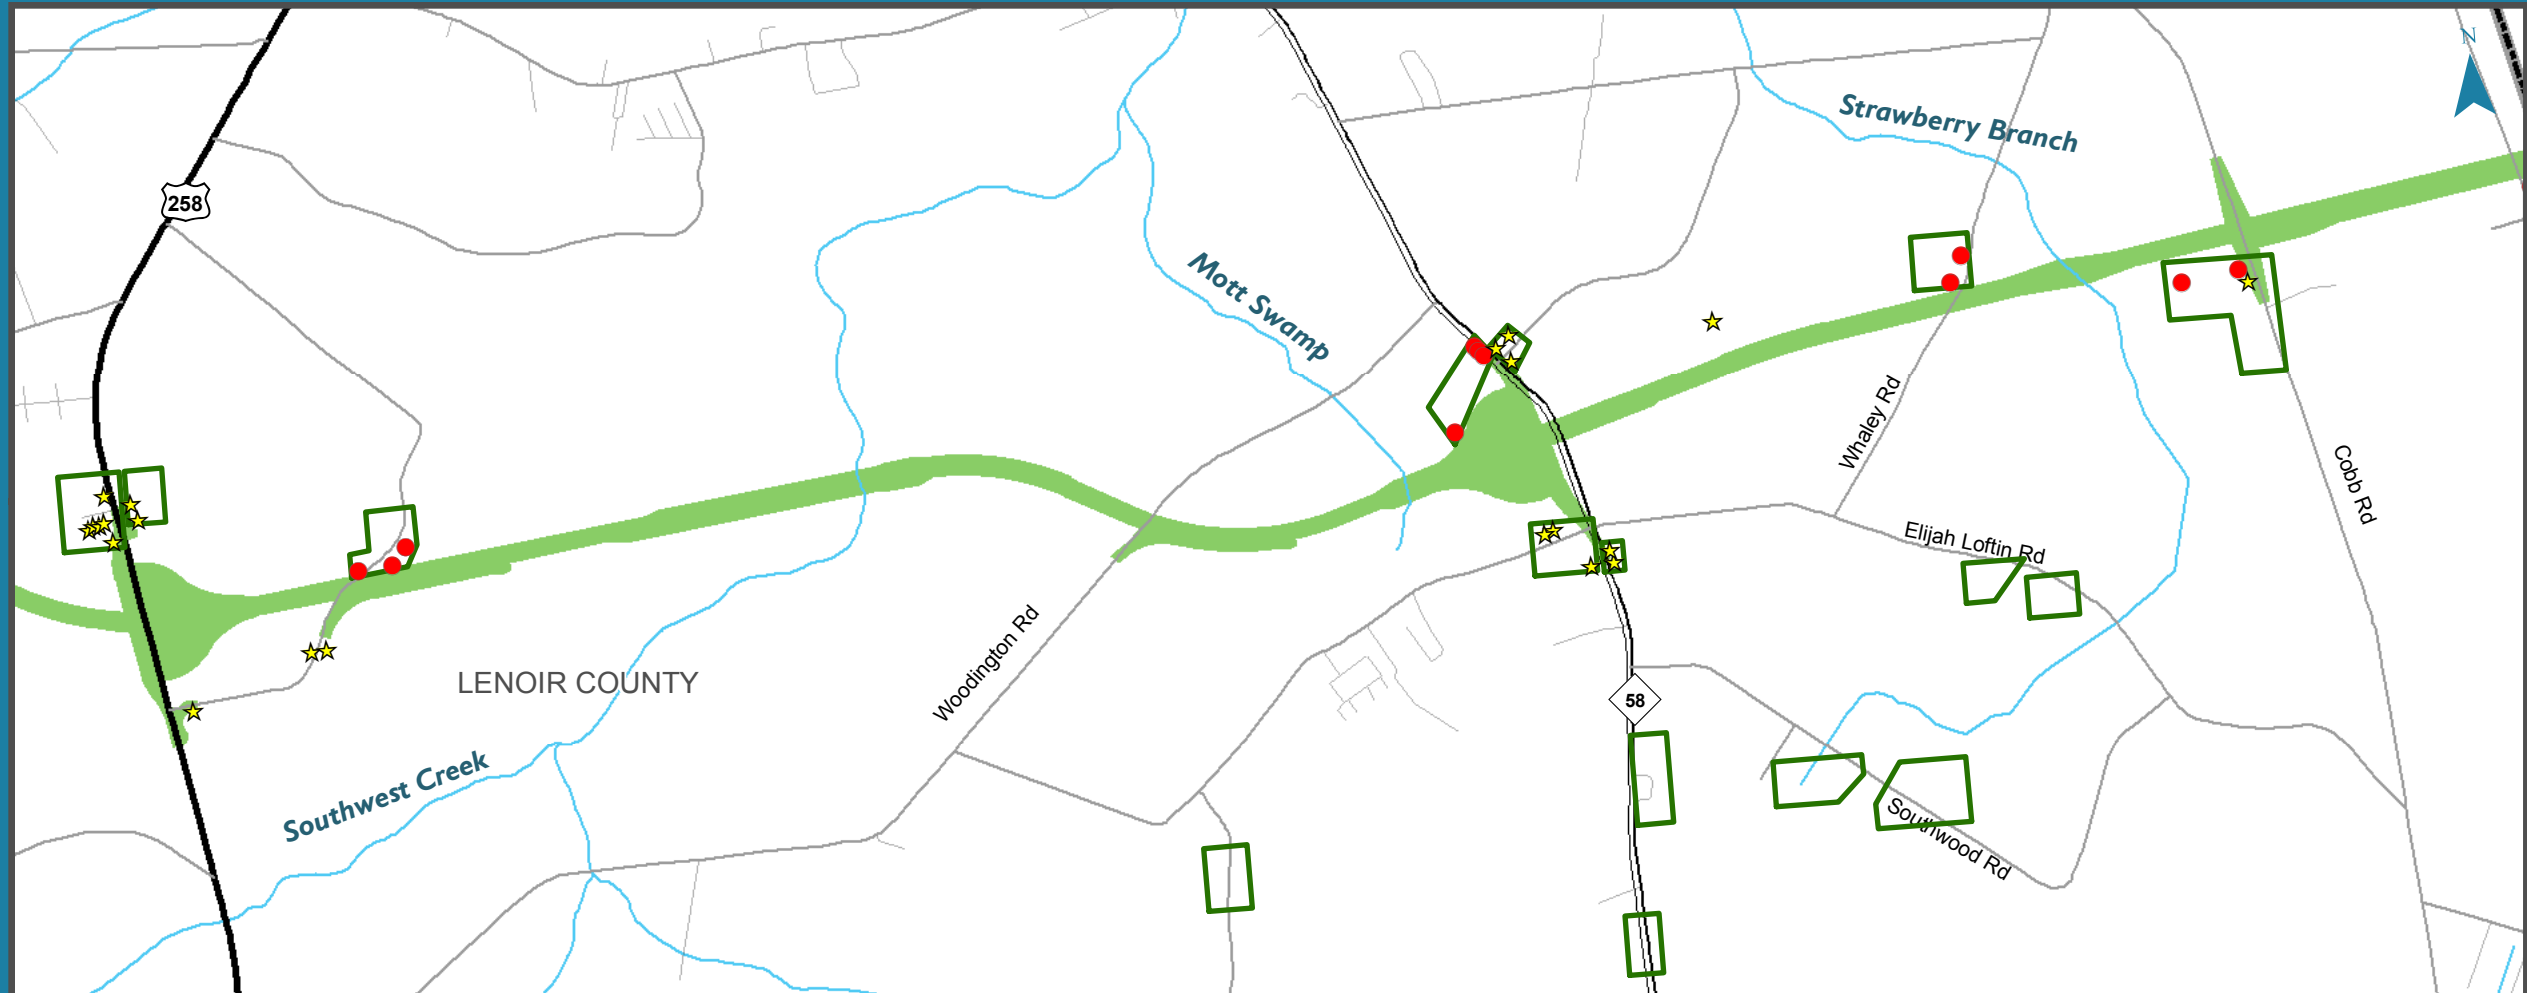 N
Strawberry Branch
258
Mott Swamp
Whaley Rd
Cobb Rd
Elijah Loftin Rd
Woodington Rd
LENOIR COUNTY
58
Southwest Creek
Southwood Rd